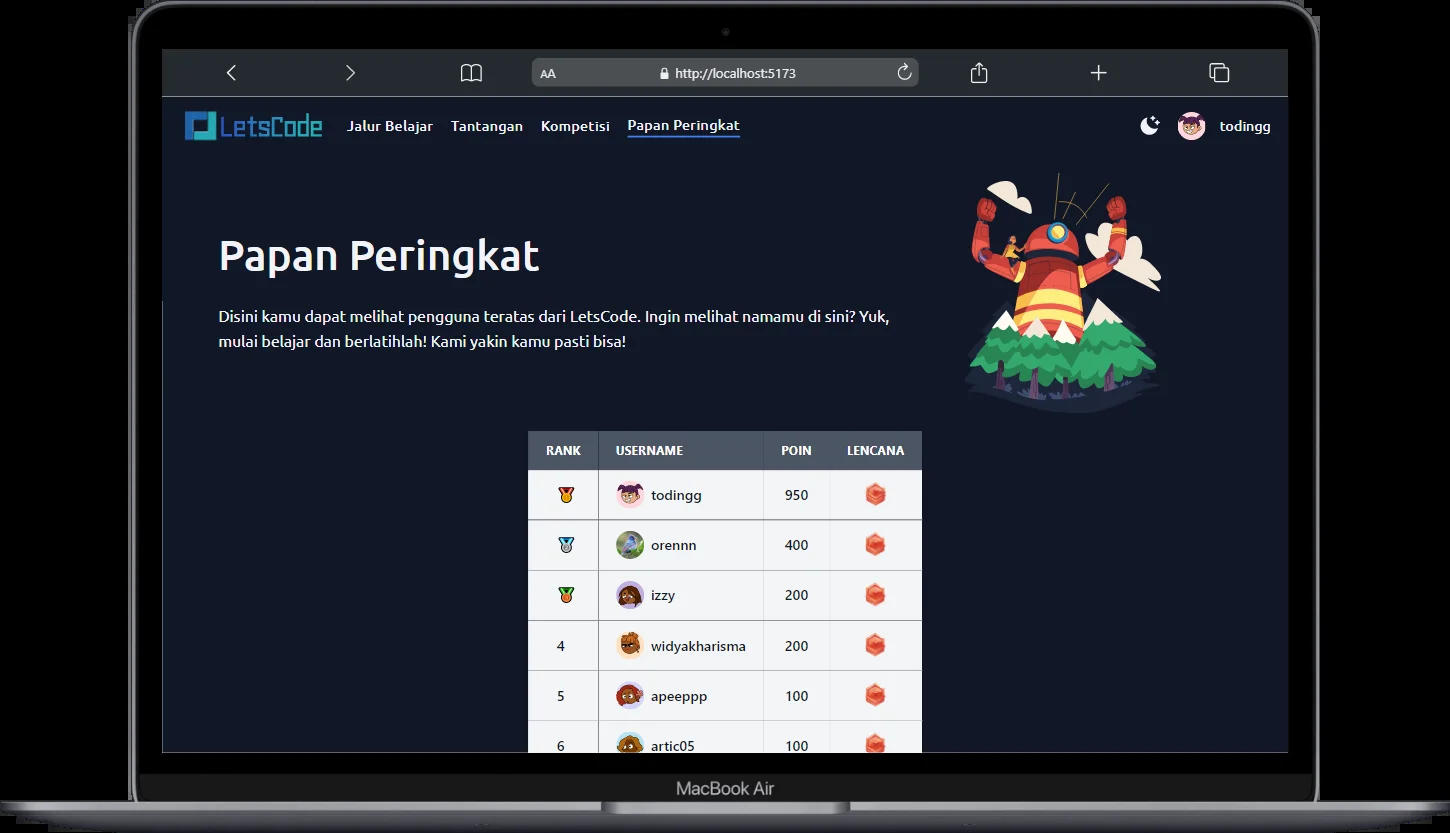 AA http://localhost:5173
LetsCode Jalur Belajar Tantangan Kompetisi Papan Peringkat todingg
Papan Peringkat
Disini kamu dapat melihat pengguna teratas dari LetsCode. Ingin melihat namamu di sini? Yuk,
mulai belajar dan berlatihlah! Kami yakin kamu pasti bisa!
RANK USERNAME POIN LENCANA
todingg 950
orennn 400
izzy 200
4 widyakharisma 200
5 apeeppp 100
6 artic05 100
MacBook Air